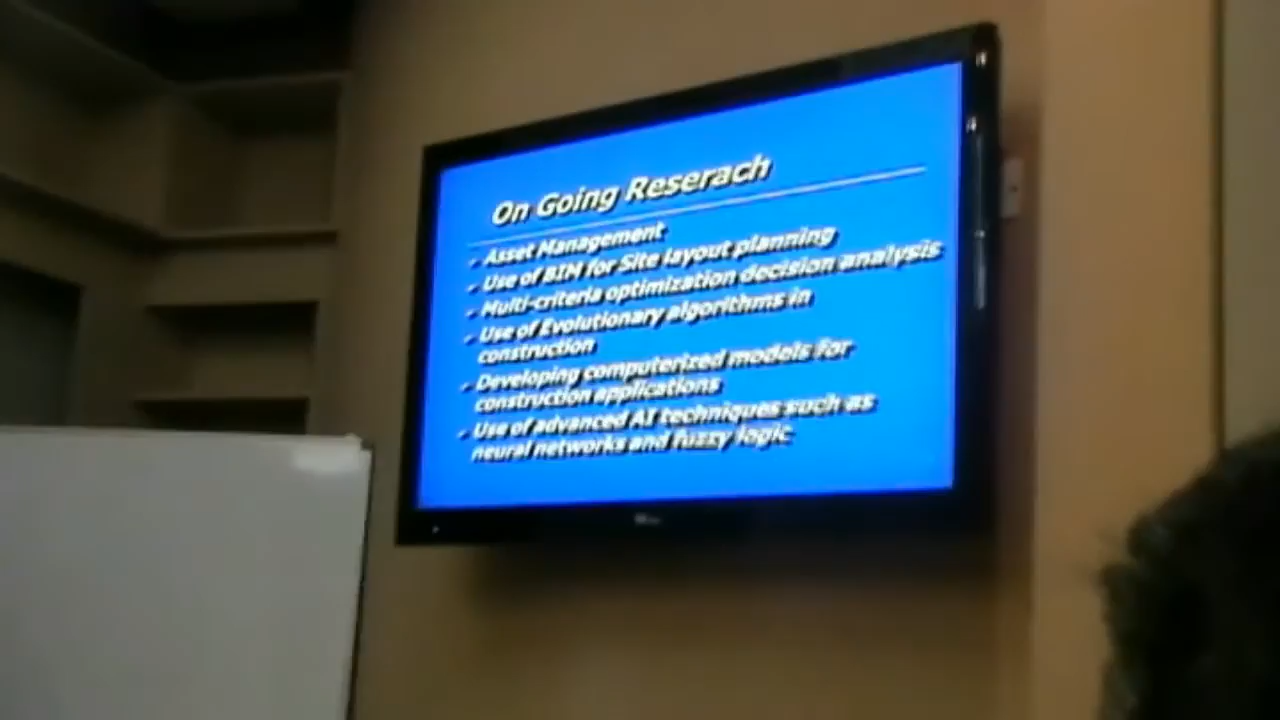 On Going Reserach
Asset Management
Use of BIM for Site layout planning
Multi-criteria optimization decision analysis
Use of Evolutionary algorithms in
construction
Developing computerized models for
construction applications
Use of advanced AI techniques such as
neural networks and fuzzy logic